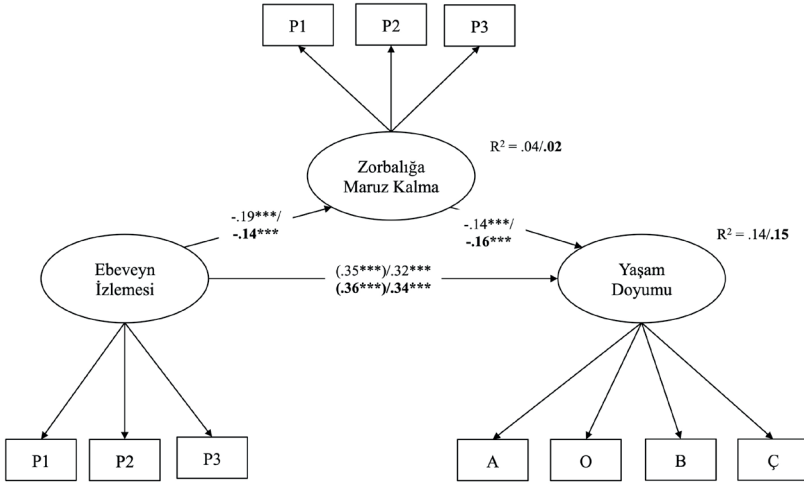 P1
P2
P3
Zorbalığa
Maruz Kalma
R² = .04/.02
-.19***/
-.14***
-.14***/
-.16***
R² = .14/.15
Ebeveyn
İzlemesi
(.35***)/.32***
(.36***)/.34***
Yaşam
Doyumu
P1
P2
P3
A
O
B
Ç